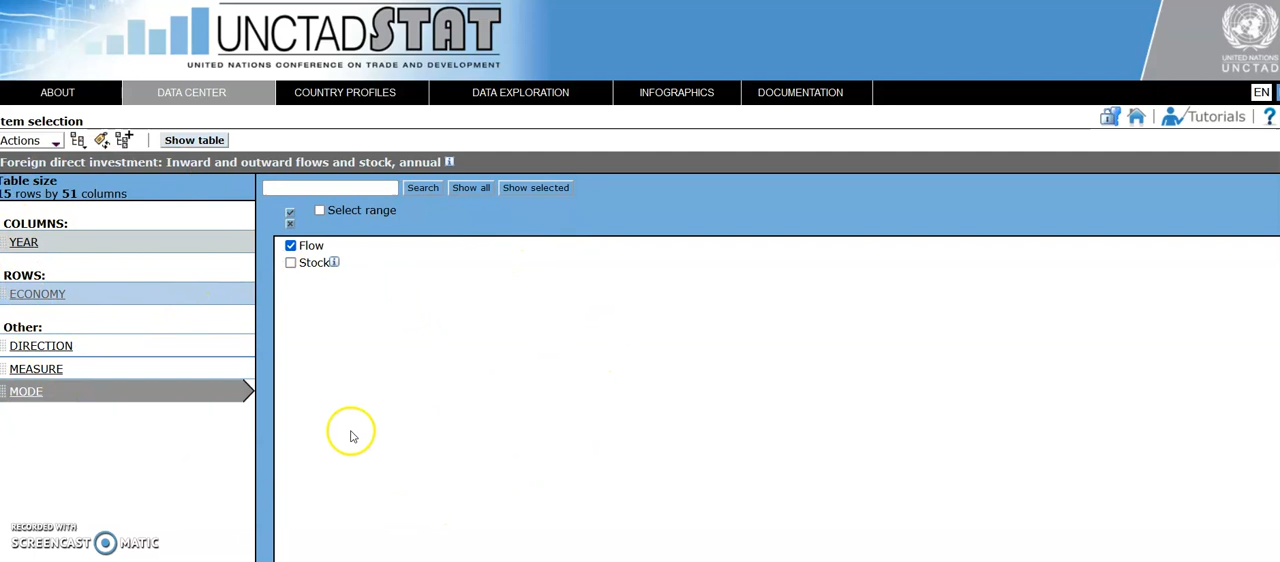 UNCTADSTAT
UNITED NATIONS CONFERENCE ON TRADE AND DEVELOPMENT
UNITED NATIONS
UNCTAD
ABOUT DATA CENTER COUNTRY PROFILES DATA EXPLORATION INFOGRAPHICS DOCUMENTATION EN
tem selection
Tutorials ?
Actions Show table
Foreign direct investment: Inward and outward flows and stock, annual i
Table size
15 rows by 51 columns
Search Show all Show selected
Select range
COLUMNS:
YEAR
Flow
Stock i
ROWS:
ECONOMY
Other:
DIRECTION
MEASURE
MODE
RECORDED WITH
SCREENCAST MATIC